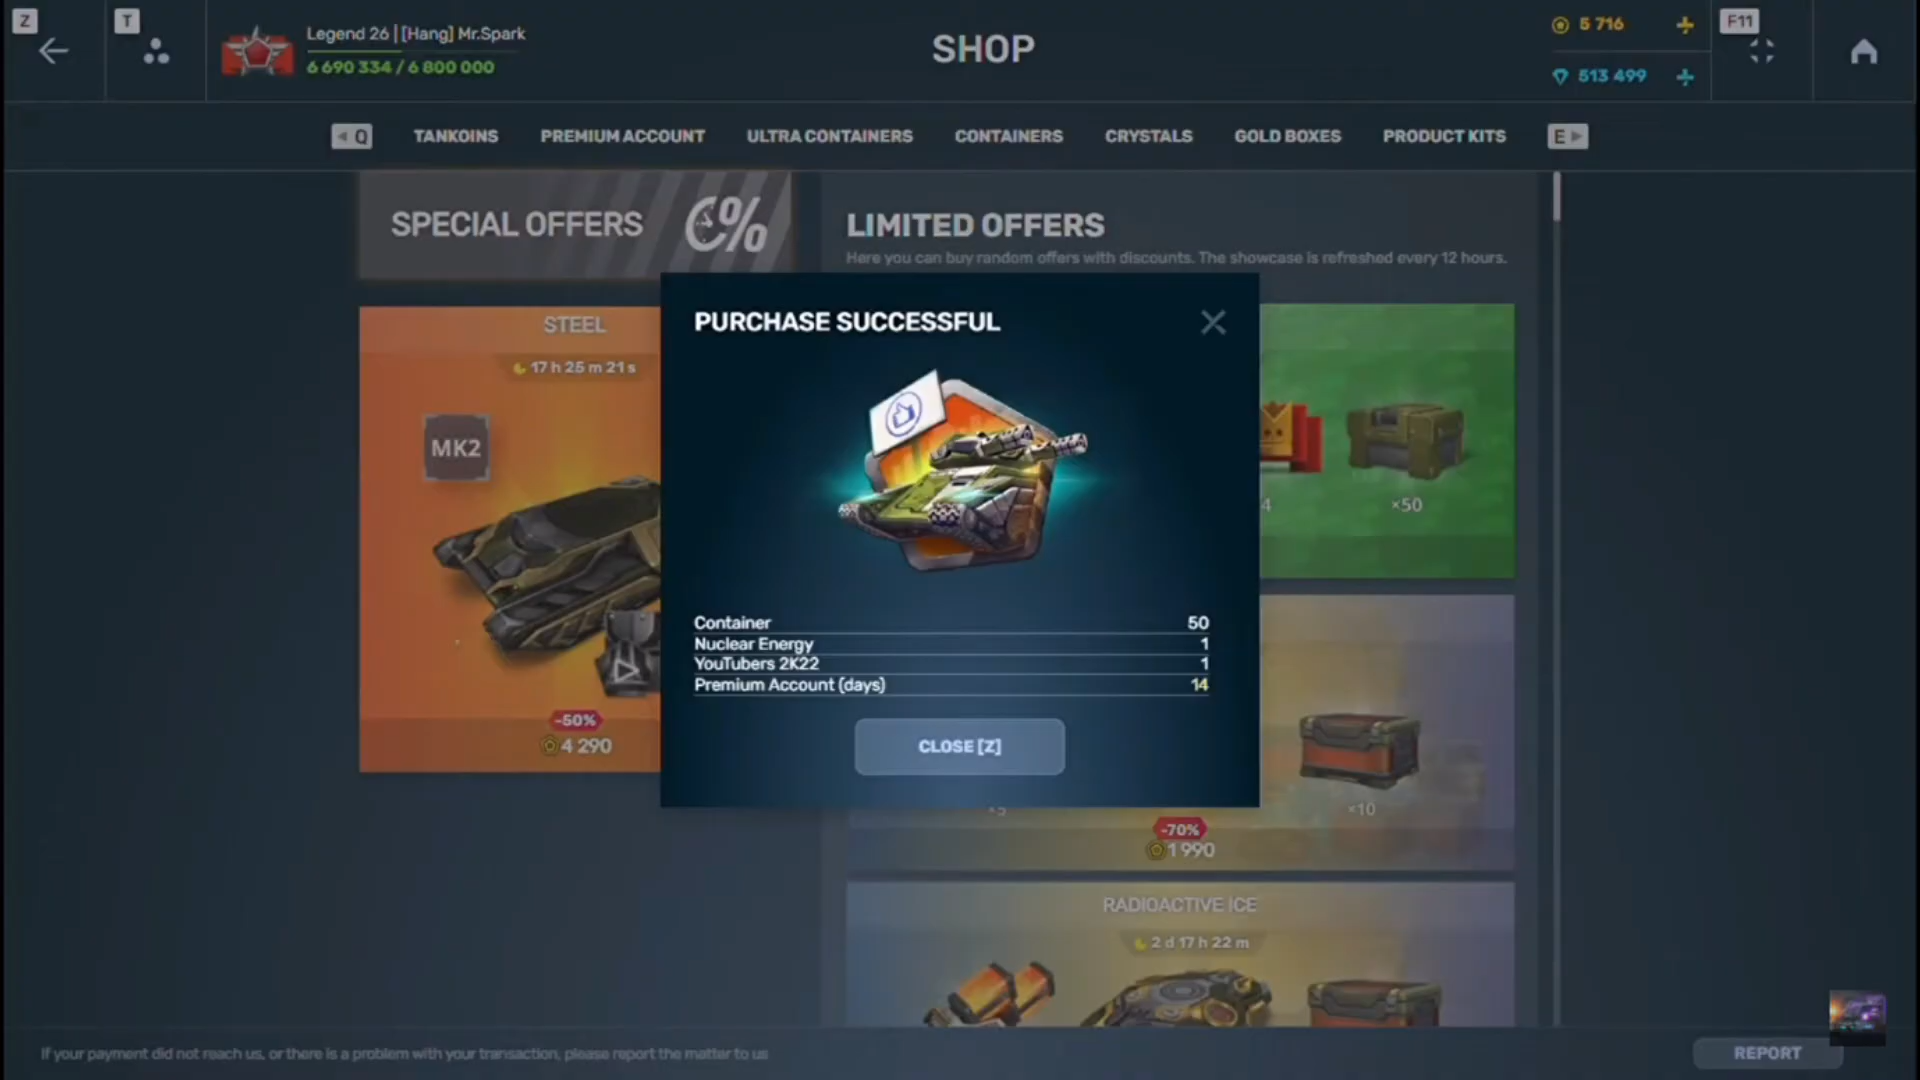 Z
T
Legend 26 | [Hang] Mr.Spark
6 690 334 / 6 800 000
SHOP
5 716
513 499
F11
Q
TANKOINS
PREMIUM ACCOUNT
ULTRA CONTAINERS
CONTAINERS
CRYSTALS
GOLD BOXES
PRODUCT KITS
E
SPECIAL OFFERS
%
LIMITED OFFERS
Here you can buy random offers with discounts. The showcase is refreshed every 12 hours.
STEEL
17 h 25 m 21 s
MK2
-50%
4 290
PURCHASE SUCCESSFUL
Container 50
Nuclear Energy 1
YouTubers 2K22 1
Premium Account (days) 14
CLOSE [Z]
4
×50
×5
×10
-70%
1 990
RADIOACTIVE ICE
2 d 17 h 22 m
If your payment did not reach us, or there is a problem with your transaction, please report the matter to us
REPORT